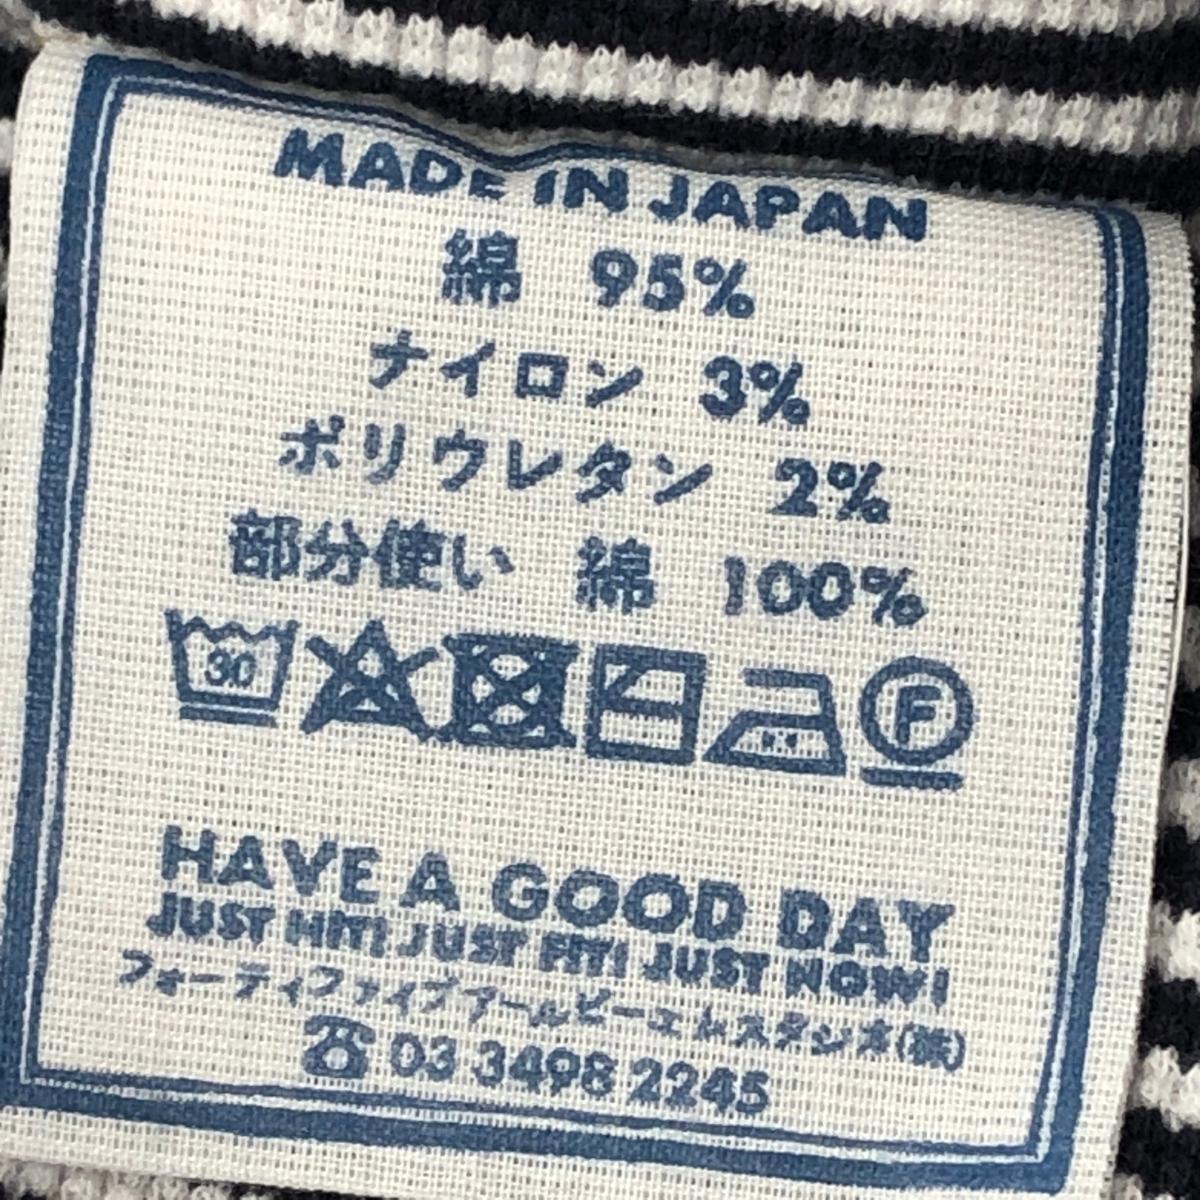 MADE IN JAPAN
綿 95%
ナイロン 3%
ポリウレタン 2%
部分使い 綿 100%
30 F
HAVE A GOOD DAY
JUST HIT! JUST FIT! JUST NOW!
フォーティファイブアールピーエムスタジオ(株)
☎03 3498 2245